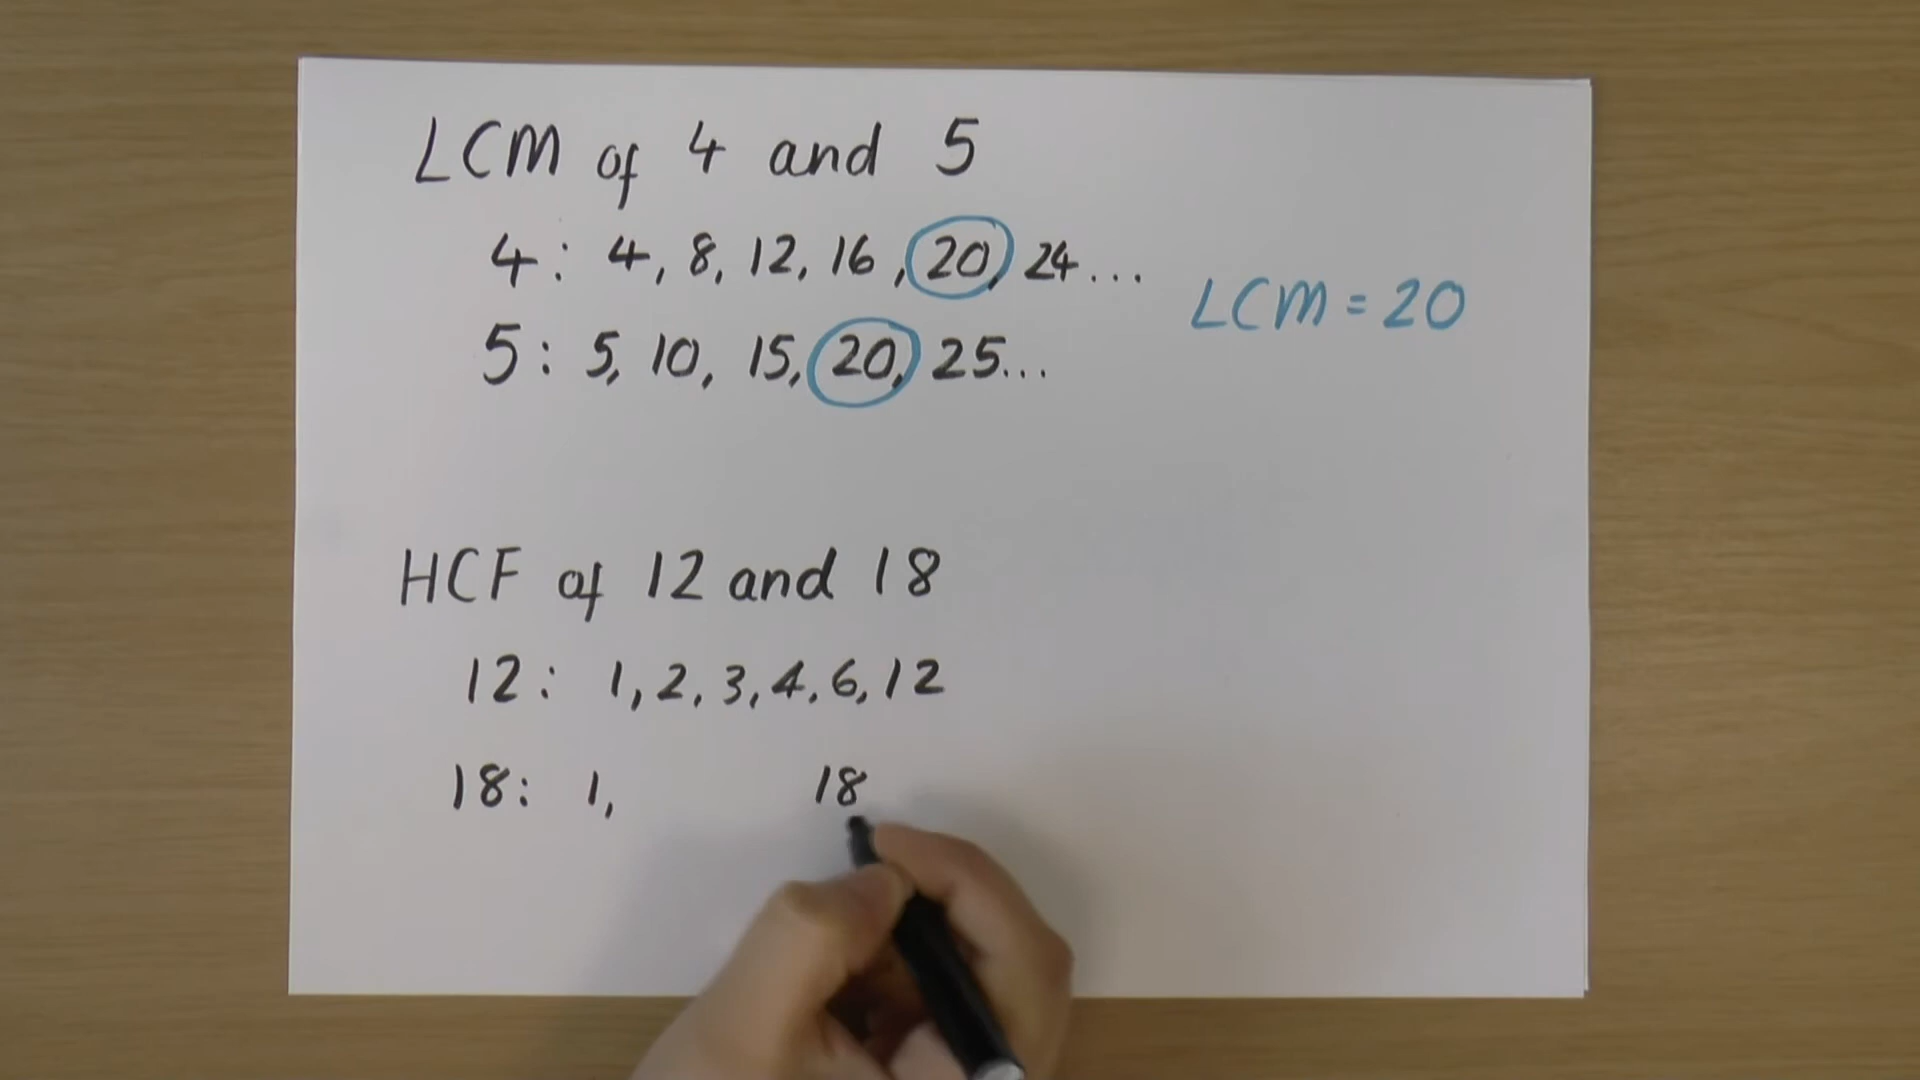 LCM of 4 and 5
4: 4, 8, 12, 16, 20, 24...
LCM = 20
5: 5, 10, 15, 20, 25...
HCF of 12 and 18
12: 1, 2, 3, 4, 6, 12
18: 1, 18